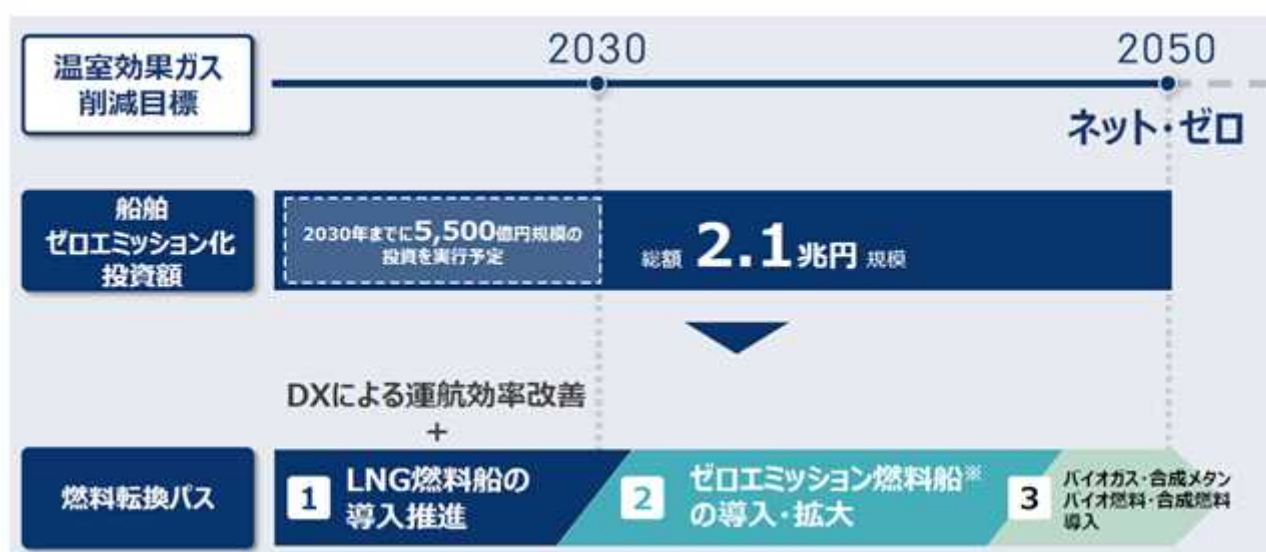 温室効果ガス
削減目標
2030
2050
ネット・ゼロ
船舶
ゼロエミッション化
投資額
2030年までに5,500億円規模の
投資を実行予定
総額 2.1兆円 規模
DXによる運航効率改善
+
燃料転換パス
1
LNG燃料船の
導入推進
2
ゼロエミッション燃料船※
の導入・拡大
3
バイオガス・合成メタン
バイオ燃料・合成燃料
導入